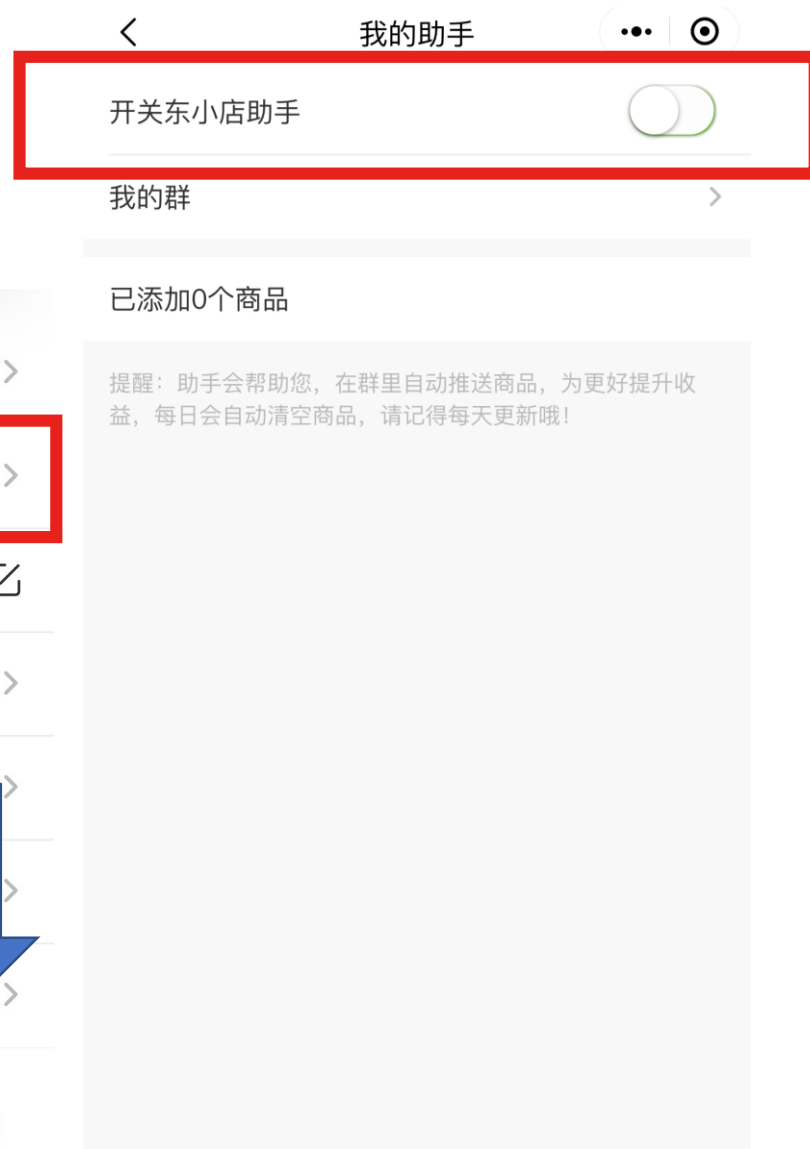 我的助手
开关东小店助手
我的群
已添加0个商品
提醒：助手会帮助您，在群里自动推送商品，为更好提升收
益，每日会自动清空商品，请记得每天更新哦！